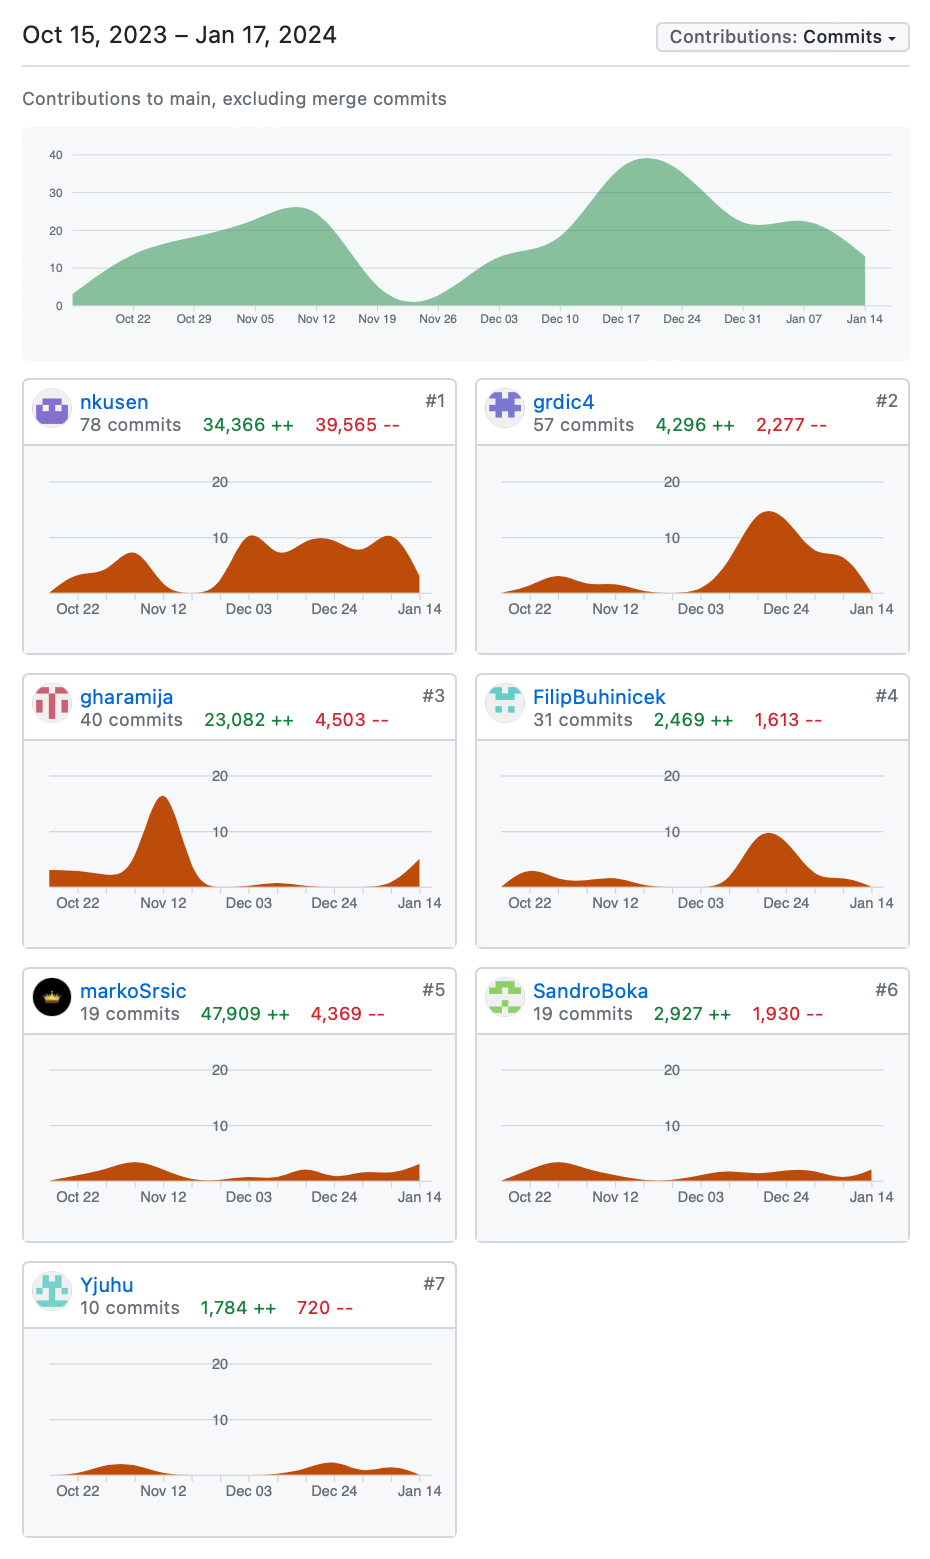 Oct 15, 2023 – Jan 17, 2024
Contributions: Commits
Contributions to main, excluding merge commits
40
30
20
10
0
Oct 22 Oct 29 Nov 05 Nov 12 Nov 19 Nov 26 Dec 03 Dec 10 Dec 17 Dec 24 Dec 31 Jan 07 Jan 14
nkusen #1
78 commits 34,366 ++ 39,565 --
20
10
Oct 22 Nov 12 Dec 03 Dec 24 Jan 14
grdic4 #2
57 commits 4,296 ++ 2,277 --
20
10
Oct 22 Nov 12 Dec 03 Dec 24 Jan 14
gharamija #3
40 commits 23,082 ++ 4,503 --
20
10
Oct 22 Nov 12 Dec 03 Dec 24 Jan 14
FilipBuhinicek #4
31 commits 2,469 ++ 1,613 --
20
10
Oct 22 Nov 12 Dec 03 Dec 24 Jan 14
markoSrsic #5
19 commits 47,909 ++ 4,369 --
20
10
Oct 22 Nov 12 Dec 03 Dec 24 Jan 14
SandroBoka #6
19 commits 2,927 ++ 1,930 --
20
10
Oct 22 Nov 12 Dec 03 Dec 24 Jan 14
Yjuhu #7
10 commits 1,784 ++ 720 --
20
10
Oct 22 Nov 12 Dec 03 Dec 24 Jan 14